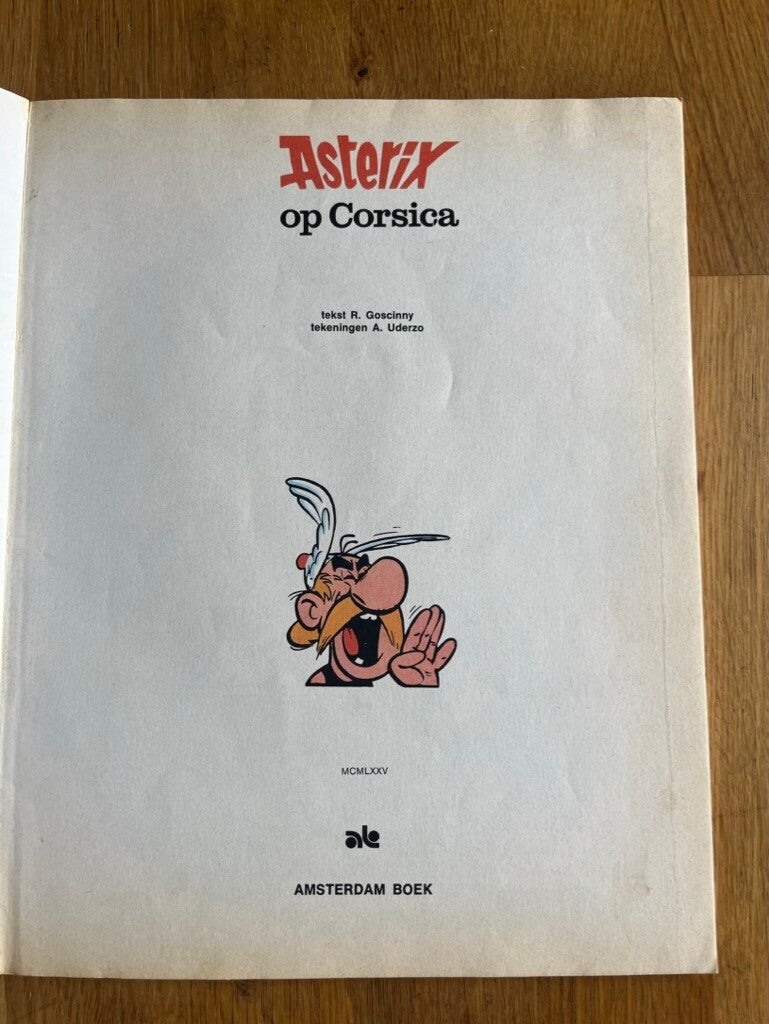 Asterix
op Corsica
tekst R. Goscinny
tekeningen A. Uderzo
MCMLXXV
ab
AMSTERDAM BOEK